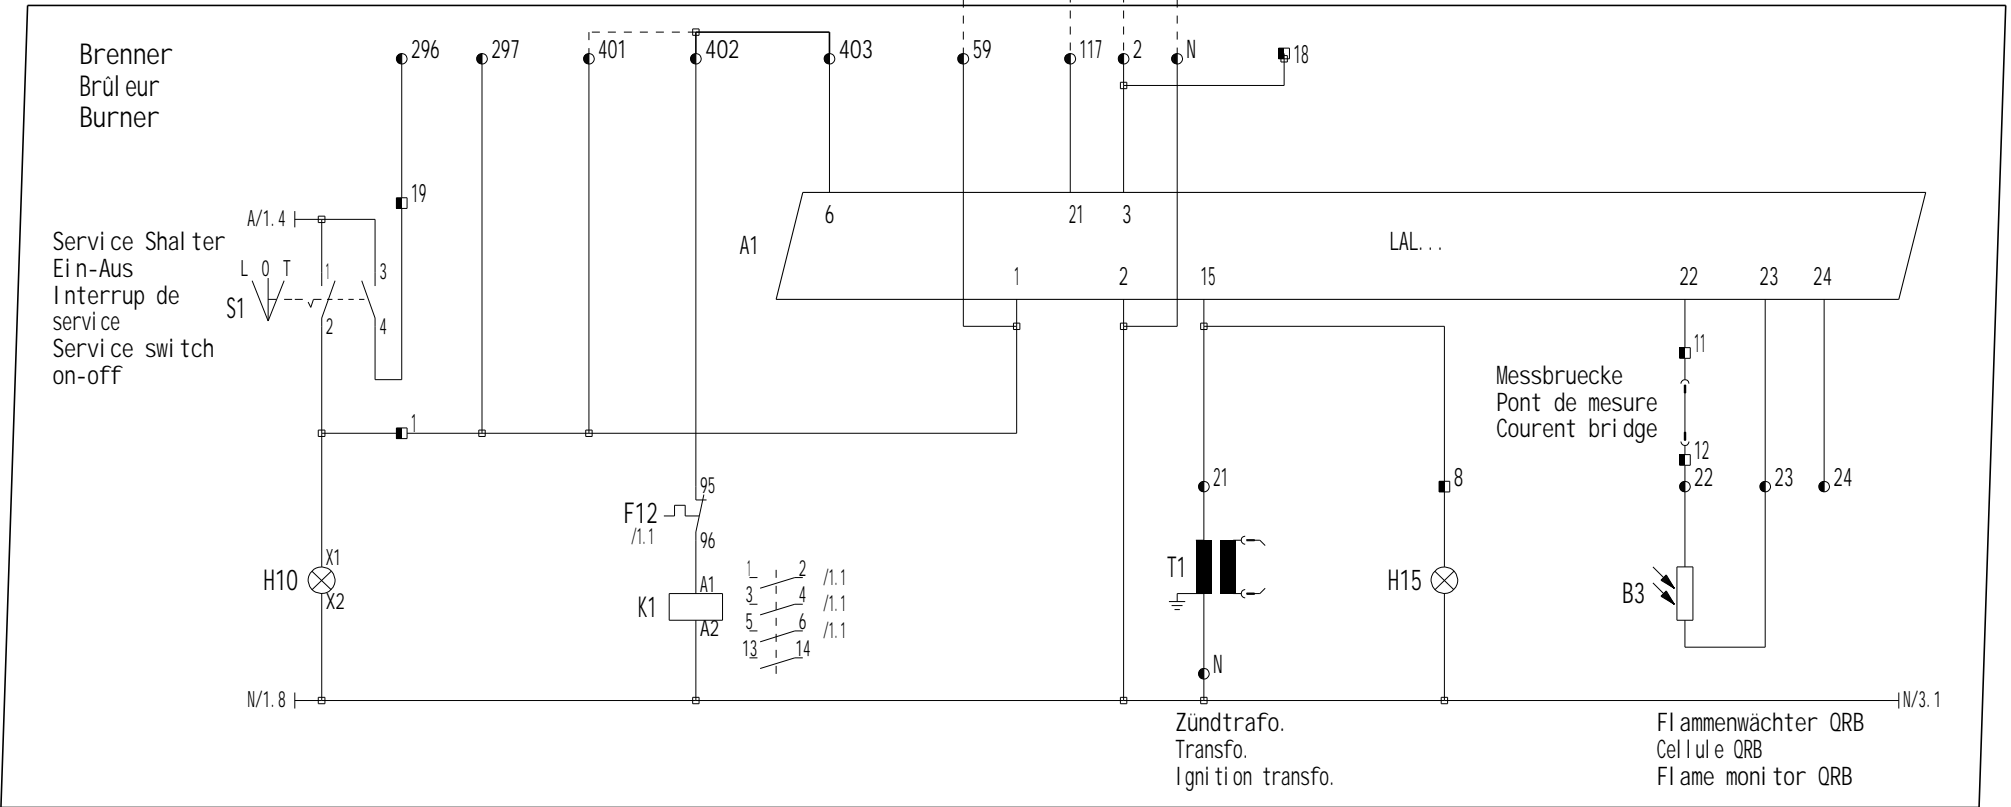 Brenner
Brûleur
Burner
296
297
401
402
403
59
117
2
N
18
19
A/1.4
Service Shalter
Ein-Aus
Interrup de
service
Service switch
on-off
L 0 T
S1
1
3
2
4
1
A1
6
21
3
LAL...
1
2
15
22
23
24
11
Messbruecke
Pont de mesure
Courent bridge
12
22
23
24
21
8
F12
/1.1
95
96
H10
X1
X2
K1
A1
A2
1 2 /1.1
3 4 /1.1
5 6 /1.1
13 14
T1
H15
B3
N
N/1.8
N/3.1
Zündtrafo.
Transfo.
Ignition transfo.
Flammenwächter QRB
Cellule QRB
Flame monitor QRB